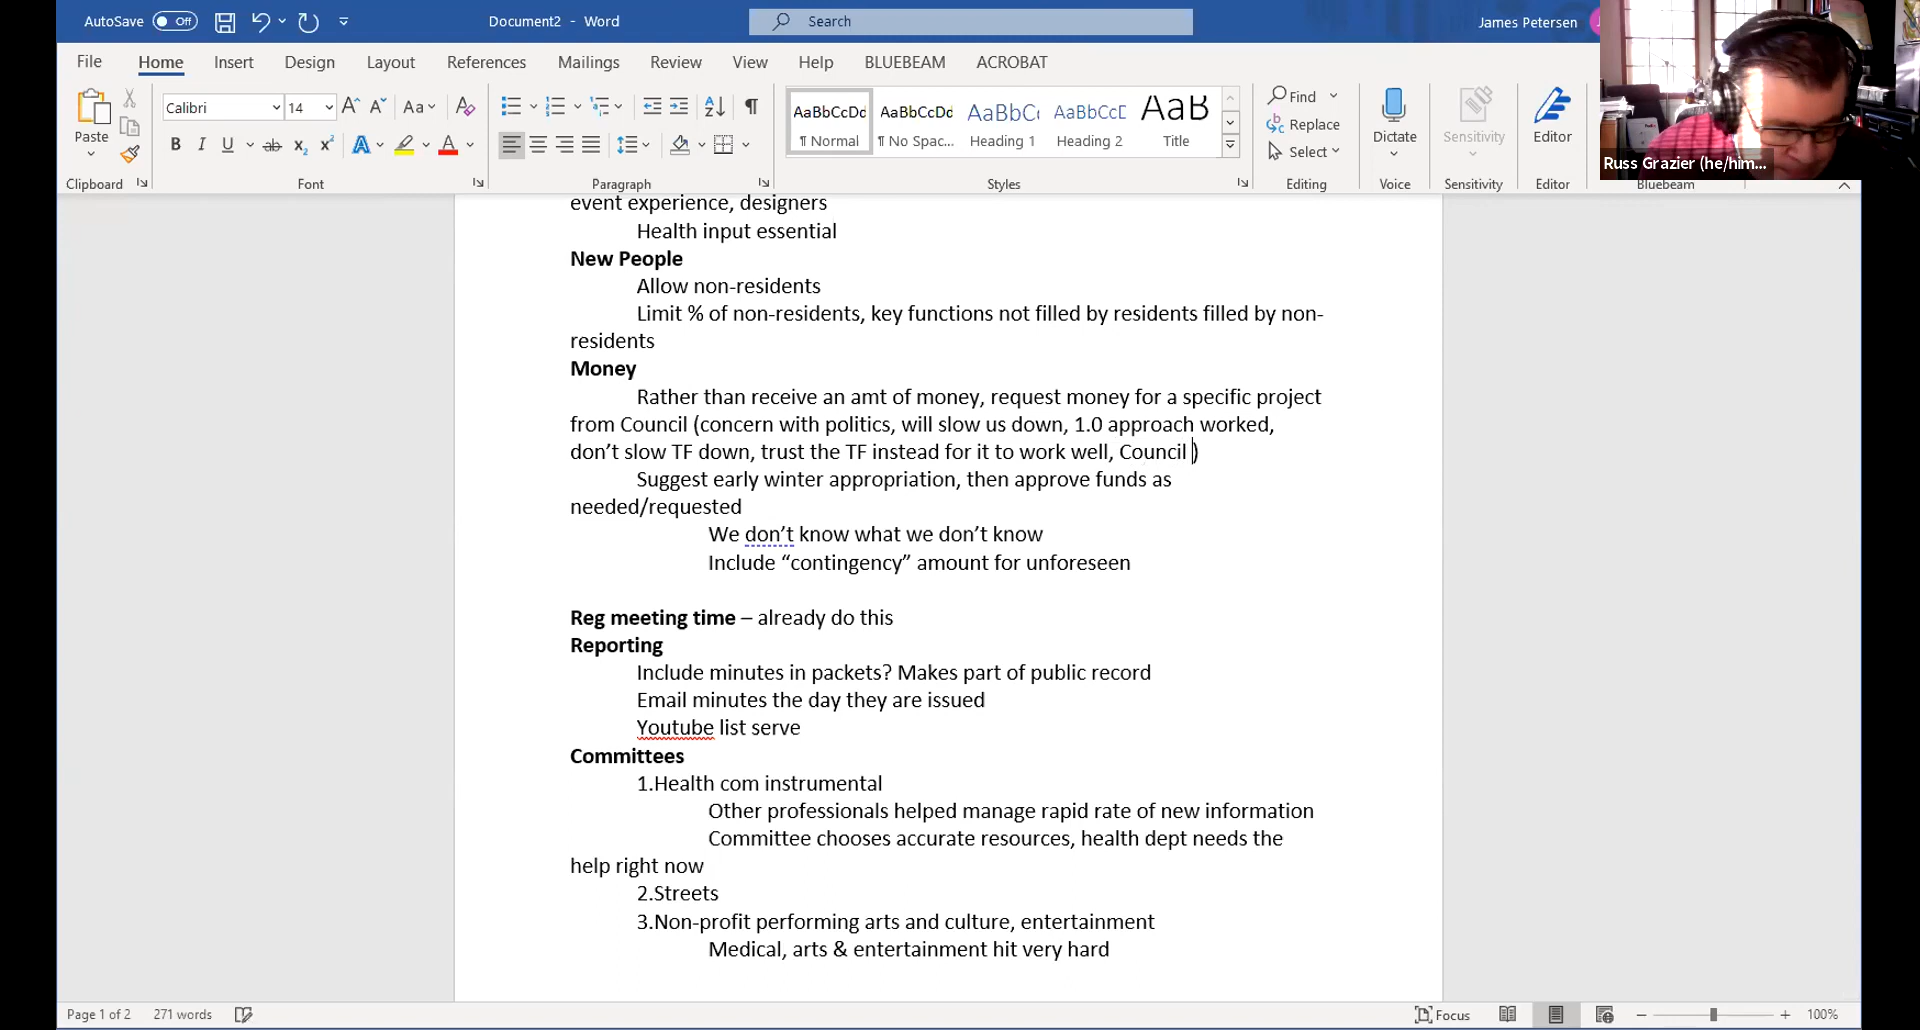 AutoSave Off Document2 - Word Search James Petersen
File Home Insert Design Layout References Mailings Review View Help BLUEBEAM ACROBAT
Calibri 14 A A Aa A
Paste
B I U ab x2 x2 A A
AaBbCcDd AaBbCcDd AaBbC AaBbCcD AaB
¶ Normal ¶ No Spac... Heading 1 Heading 2 Title
Find
Replace
Select
Dictate Sensitivity Editor
Russ Grazier (he/him...
Clipboard Font Paragraph Styles Editing Voice Sensitivity Editor Bluebeam
event experience, designers
Health input essential
New People
Allow non-residents
Limit % of non-residents, key functions not filled by residents filled by non-
residents
Money
Rather than receive an amt of money, request money for a specific project
from Council (concern with politics, will slow us down, 1.0 approach worked,
don’t slow TF down, trust the TF instead for it to work well, Council )
Suggest early winter appropriation, then approve funds as
needed/requested
We don’t know what we don’t know
Include “contingency” amount for unforeseen
Reg meeting time – already do this
Reporting
Include minutes in packets? Makes part of public record
Email minutes the day they are issued
Youtube list serve
Committees
1.Health com instrumental
Other professionals helped manage rapid rate of new information
Committee chooses accurate resources, health dept needs the
help right now
2.Streets
3.Non-profit performing arts and culture, entertainment
Medical, arts & entertainment hit very hard
Page 1 of 2 271 words Focus 100%